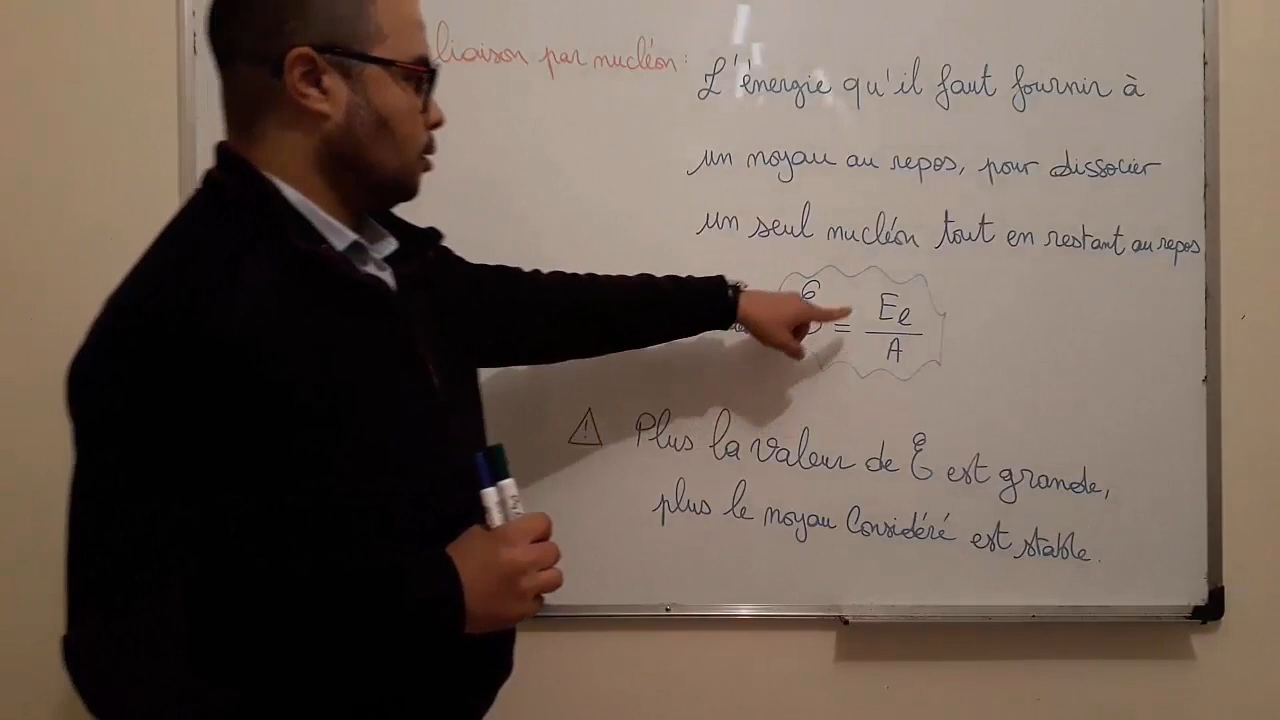 liaison par nucléon :
L'énergie qu'il faut fournir à
un noyau au repos, pour dissocier
un seul nucléon tout en restant au repos
= El / A
⚠ Plus la valeur de ℰ est grande,
plus le noyau Considéré est stable.